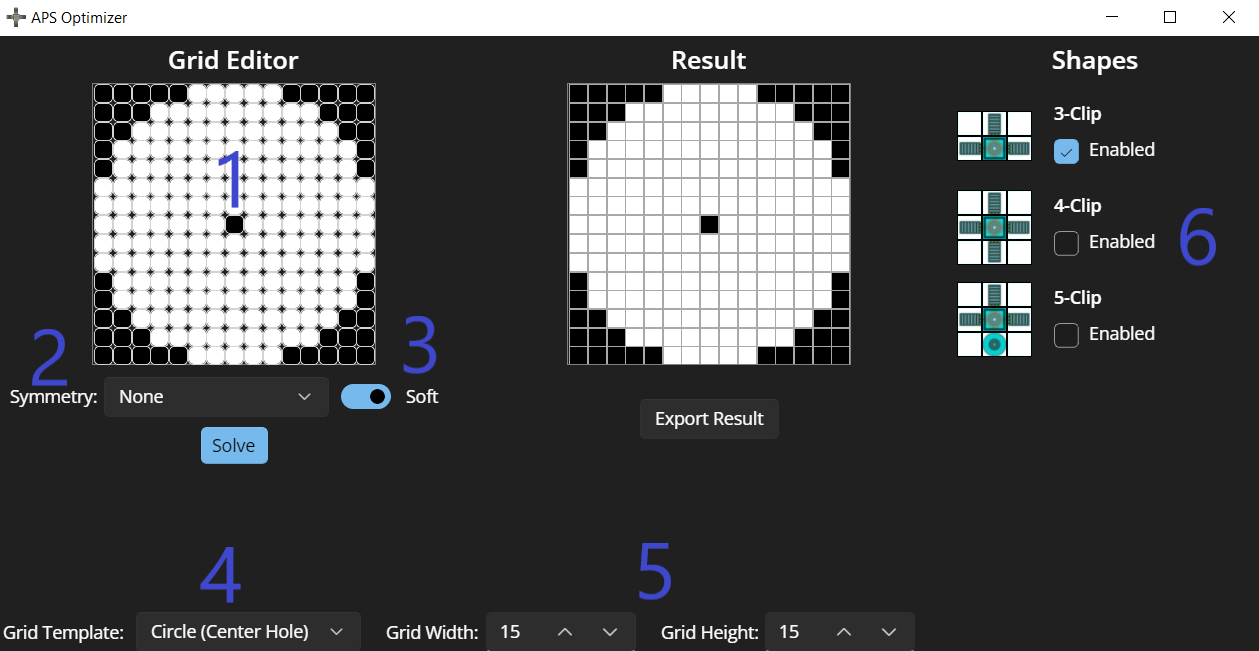 APS Optimizer
Grid Editor
Result
Shapes
1
3-Clip
Enabled
4-Clip
Enabled
6
5-Clip
Enabled
2
3
Symmetry: None Soft
Solve
Export Result
4
5
Grid Template: Circle (Center Hole) Grid Width: 15 Grid Height: 15